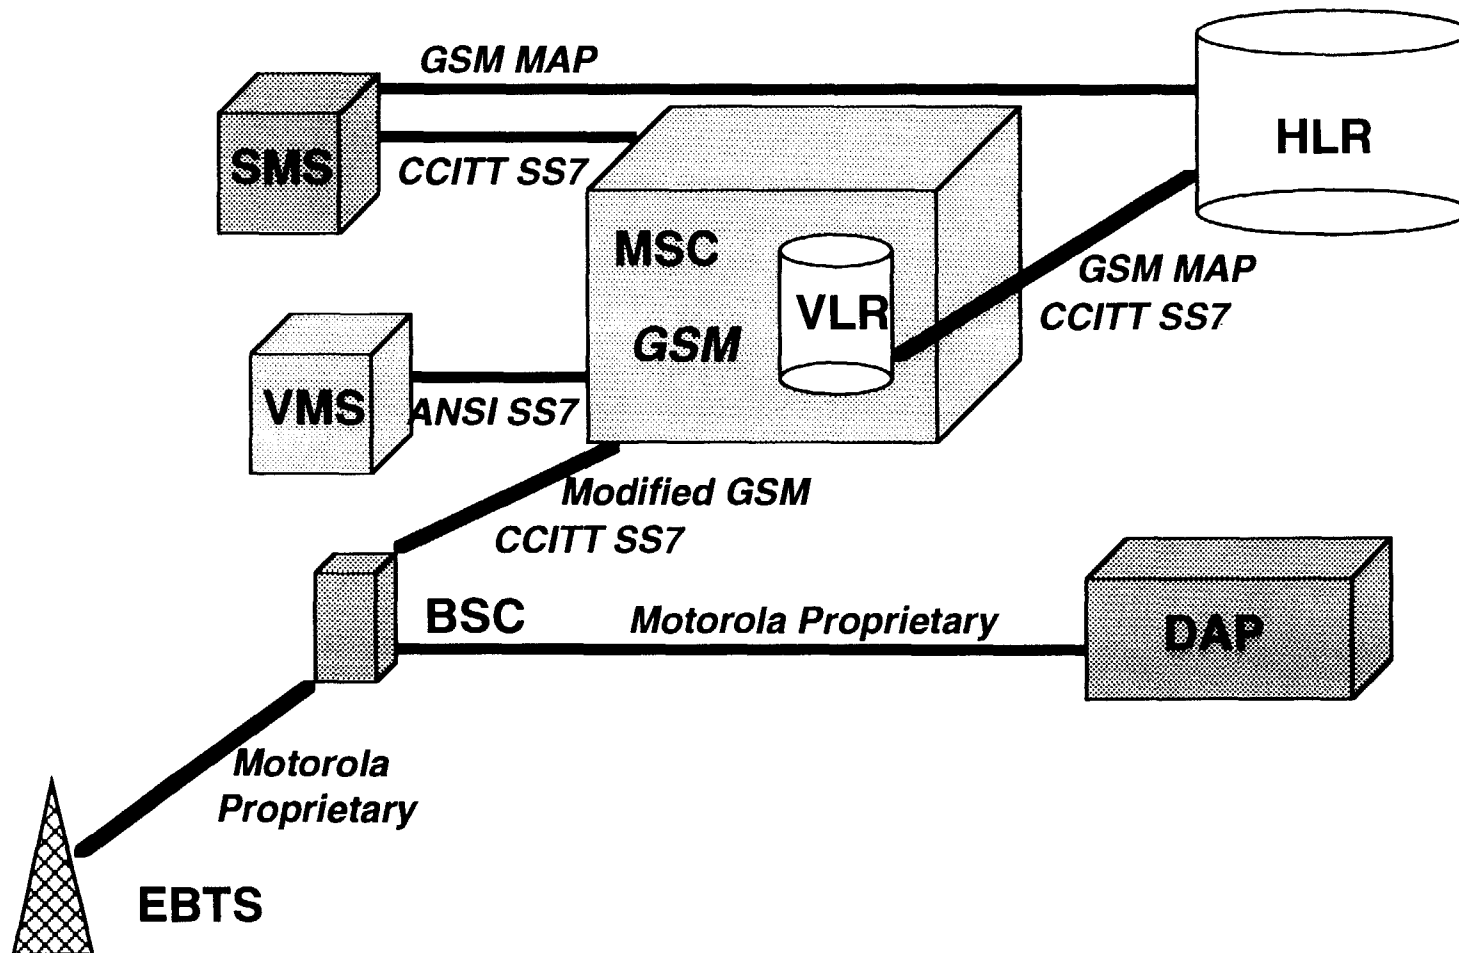 GSM MAP
HLR
SMS
CCITT SS7
MSC
GSM MAP
CCITT SS7
VLR
GSM
VMS
ANSI SS7
Modified GSM
CCITT SS7
BSC
Motorola Proprietary
DAP
Motorola
Proprietary
EBTS